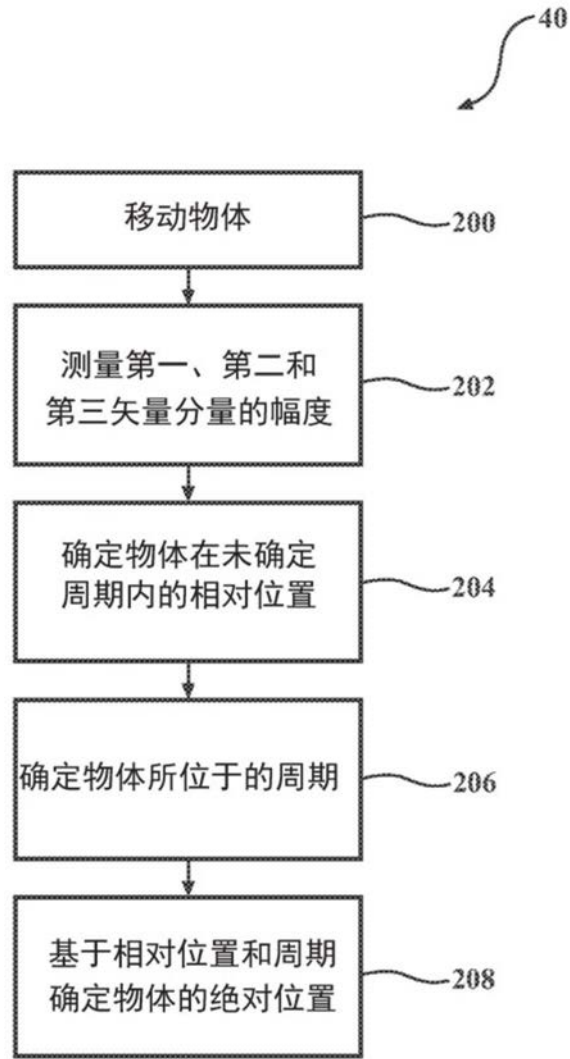 40
移动物体
200
测量第一、第二和
第三矢量分量的幅度
202
确定物体在未确定
周期内的相对位置
204
确定物体所位于的周期
206
基于相对位置和周期
确定物体的绝对位置
208